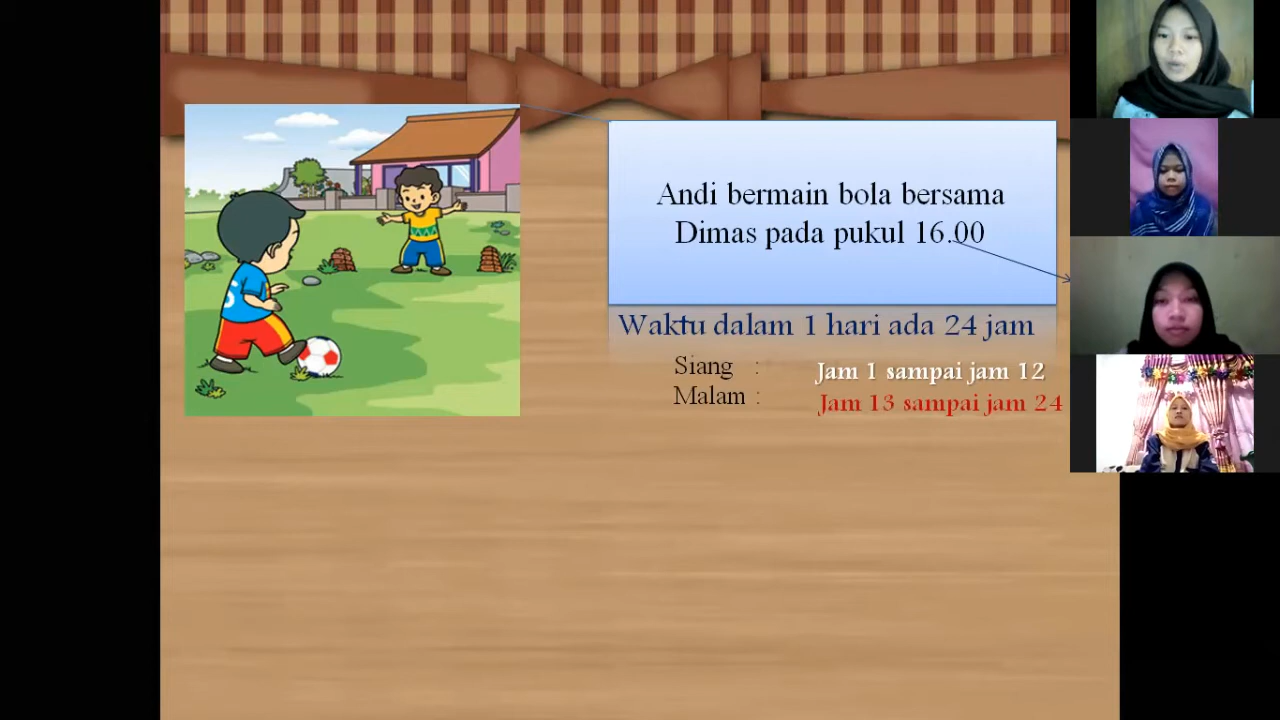 Andi bermain bola bersama
Dimas pada pukul 16.00
Waktu dalam 1 hari ada 24 jam
Siang : Jam 1 sampai jam 12
Malam : Jam 13 sampai jam 24